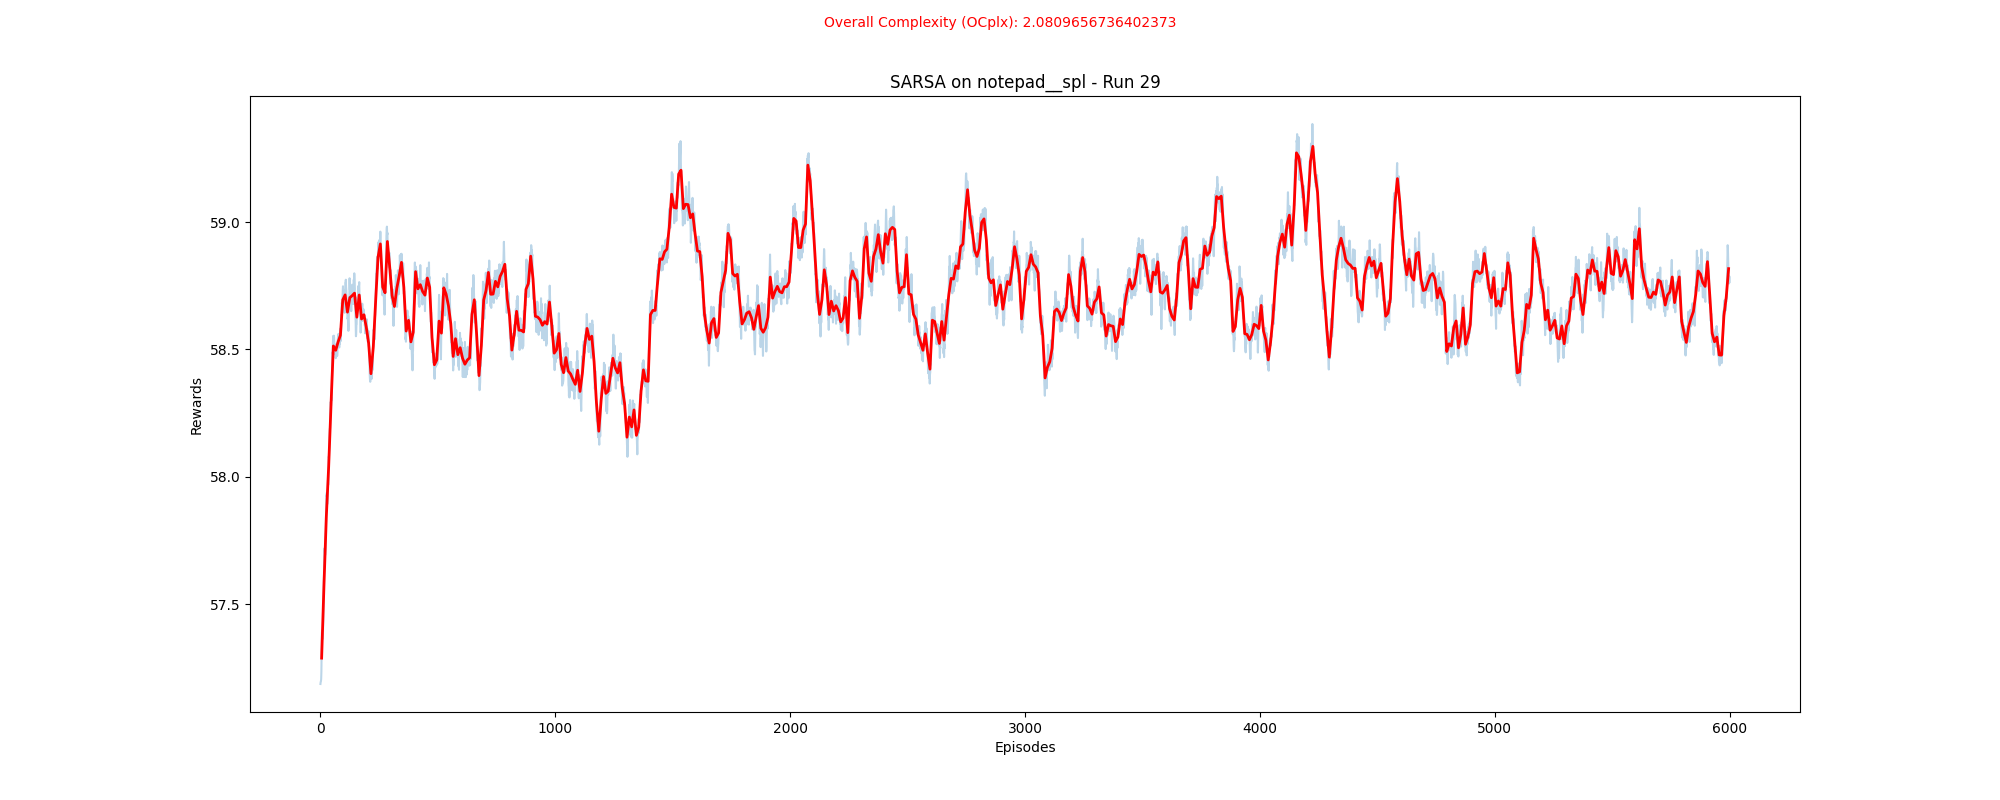 Overall Complexity (OCplx): 2.0809656736402373
SARSA on notepad__spl - Run 29
Rewards
59.0
58.5
58.0
57.5
0 1000 2000 3000 4000 5000 6000
Episodes